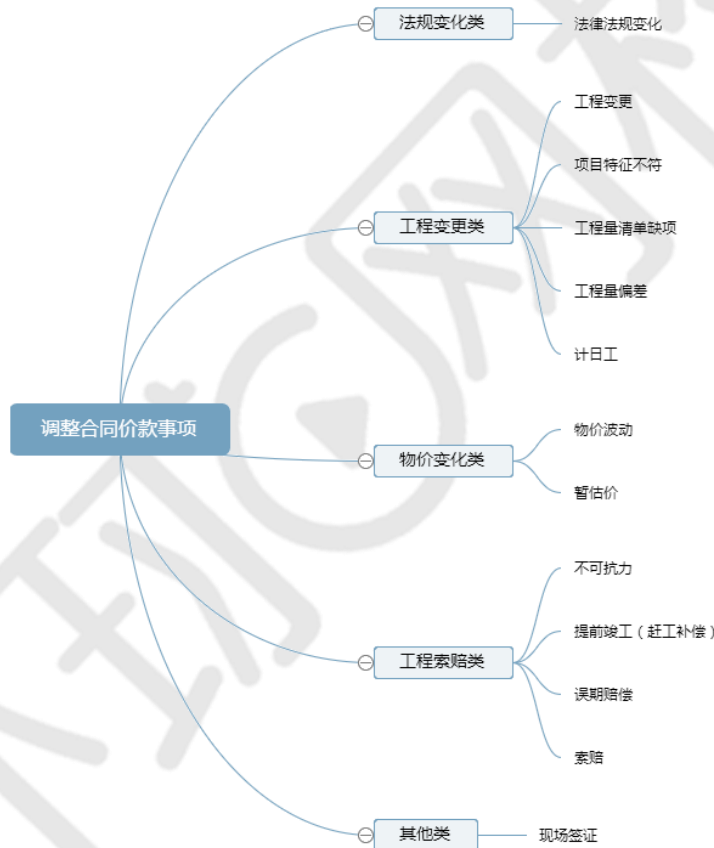 法规变化类
法律法规变化
工程变更
项目特征不符
工程变更类
工程量清单缺项
工程量偏差
计日工
调整合同价款事项
物价波动
物价变化类
暂估价
不可抗力
提前竣工（赶工补偿）
工程索赔类
误期赔偿
索赔
其他类
现场签证